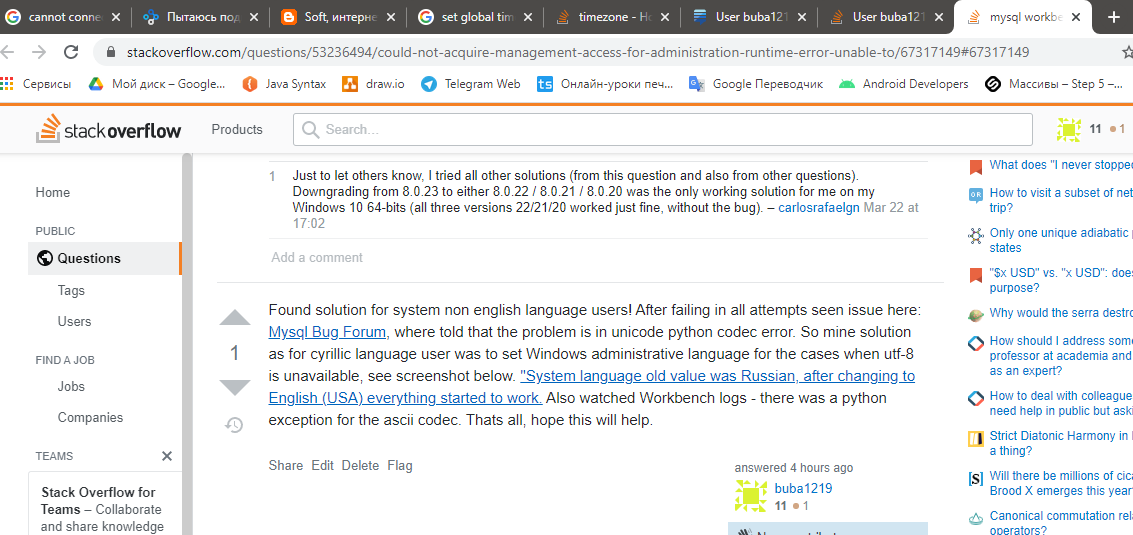 cannot conne
Пытаюсь под
Soft, интерне
set global tim
timezone - Ho
User buba121
User buba121
mysql workbe
stackoverflow.com/questions/53236494/could-not-acquire-management-access-for-administration-runtime-error-unable-to/67317149#67317149
Сервисы
Мой диск – Google...
Java Syntax
draw.io
Telegram Web
Онлайн-уроки печ...
Google Переводчик
Android Developers
Массивы – Step 5 –...
stackoverflow
Products
Search...
11 1
Home
PUBLIC
Questions
Tags
Users
FIND A JOB
Jobs
Companies
TEAMS
Stack Overflow for
Teams – Collaborate
and share knowledge
1
Just to let others know, I tried all other solutions (from this question and also from other questions).
Downgrading from 8.0.23 to either 8.0.22 / 8.0.21 / 8.0.20 was the only working solution for me on my
Windows 10 64-bits (all three versions 22/21/20 worked just fine, without the bug). – carlosrafaelgn Mar 22 at
17:02
Add a comment
1
Found solution for system non english language users! After failing in all attempts seen issue here:
Mysql Bug Forum, where told that the problem is in unicode python codec error. So mine solution
as for cyrillic language user was to set Windows administrative language for the cases when utf-8
is unavailable, see screenshot below. "System language old value was Russian, after changing to
English (USA) everything started to work. Also watched Workbench logs - there was a python
exception for the ascii codec. Thats all, hope this will help.
Share Edit Delete Flag
answered 4 hours ago
buba1219
11 1
What does "I never stoppe
How to visit a subset of net
trip?
Only one unique adiabatic
states
"$x USD" vs. "x USD": does
purpose?
Why would the serra destro
How should I address som
professor at academia and
as an expert?
How to deal with colleague
need help in public but aski
Strict Diatonic Harmony in
a thing?
Will there be millions of cica
Brood X emerges this year
Canonical commutation rela
operators?